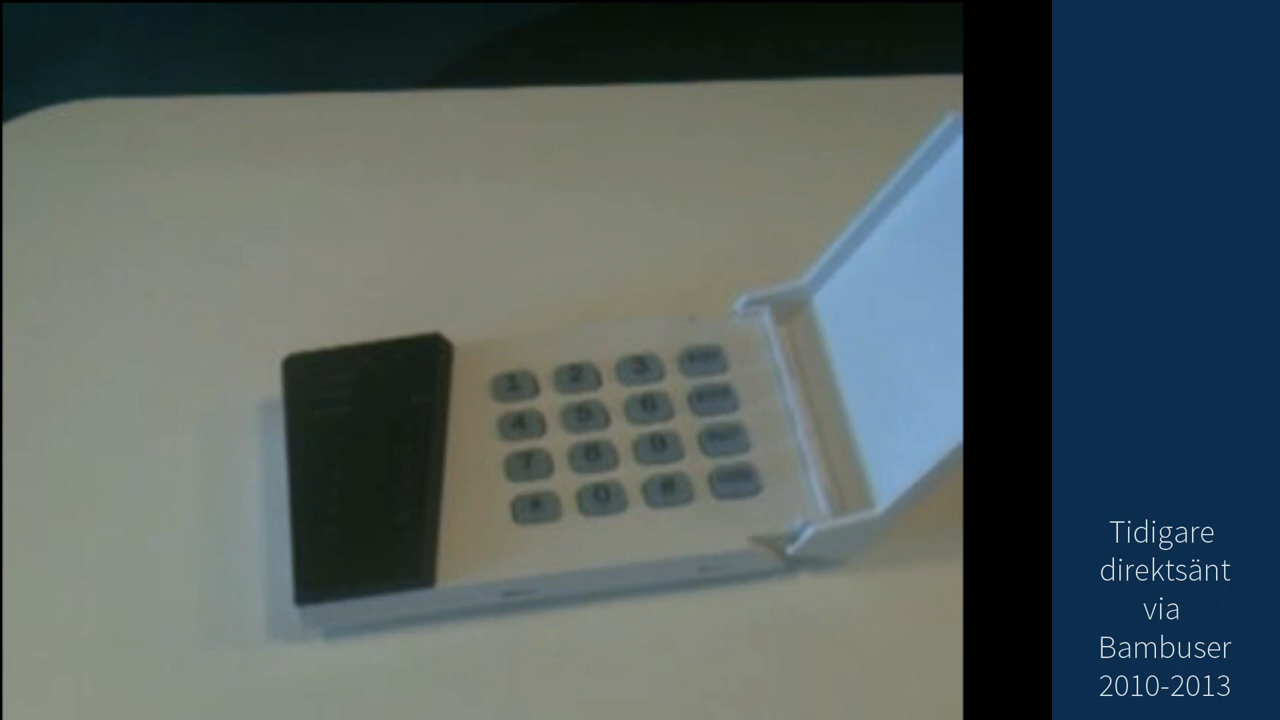 1 2 3
4 5 6
7 8 9
* 0 #
Tidigare
direktsänt
via
Bambuser
2010-2013